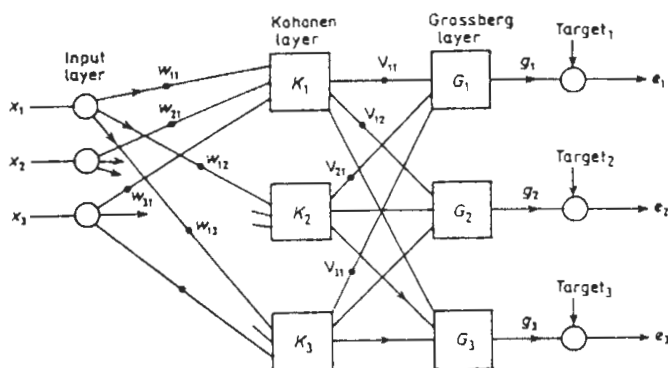 Input
layer
Kohonen
layer
Grossberg
layer
Target₁
Target₂
Target₃
x₁
x₂
x₃
w₁₁
w₂₁
w₁₂
w₃₁
w₁₃
K₁
K₂
K₃
V₁₁
V₁₂
V₂₁
V₃₁
G₁
G₂
G₃
g₁
g₂
g₃
e₁
e₂
e₃